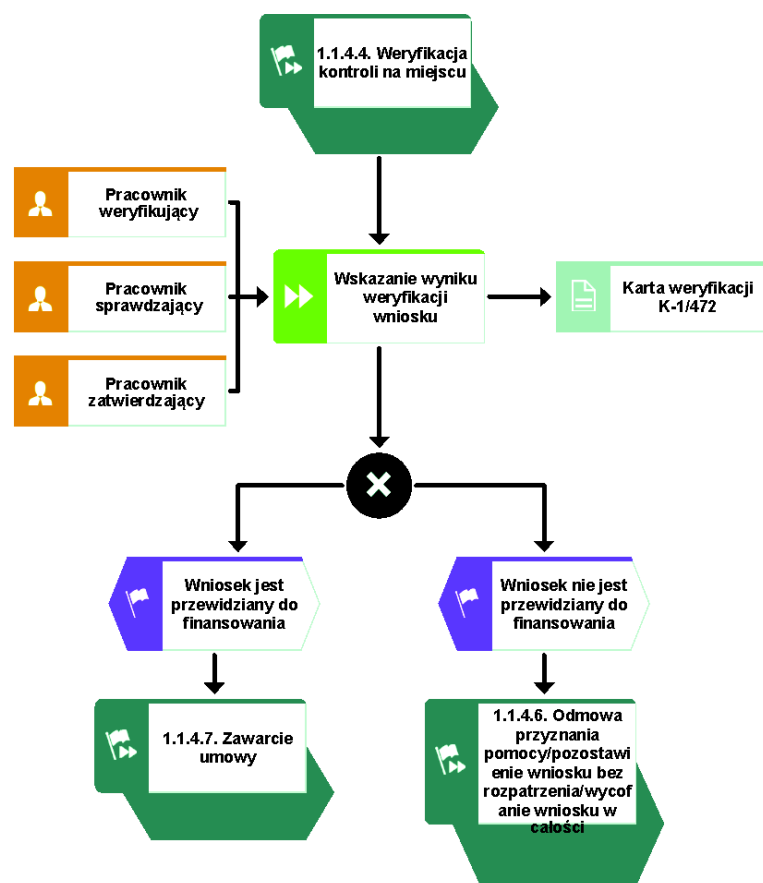 1.1.4.4. Weryfikacja
kontroli na miejscu
Pracownik
weryfikujący
Pracownik
sprawdzający
Pracownik
zatwierdzający
Wskazanie wyniku
weryfikacji
wniosku
Karta weryfikacji
K-1/472
Wniosek jest
przewidziany do
finansowania
Wniosek nie jest
przewidziany do
finansowania
1.1.4.7. Zawarcie
umowy
1.1.4.6. Odmowa
przyznania
pomocy/pozostawi
enie wniosku bez
rozpatrzenia/wycof
anie wniosku w
całości